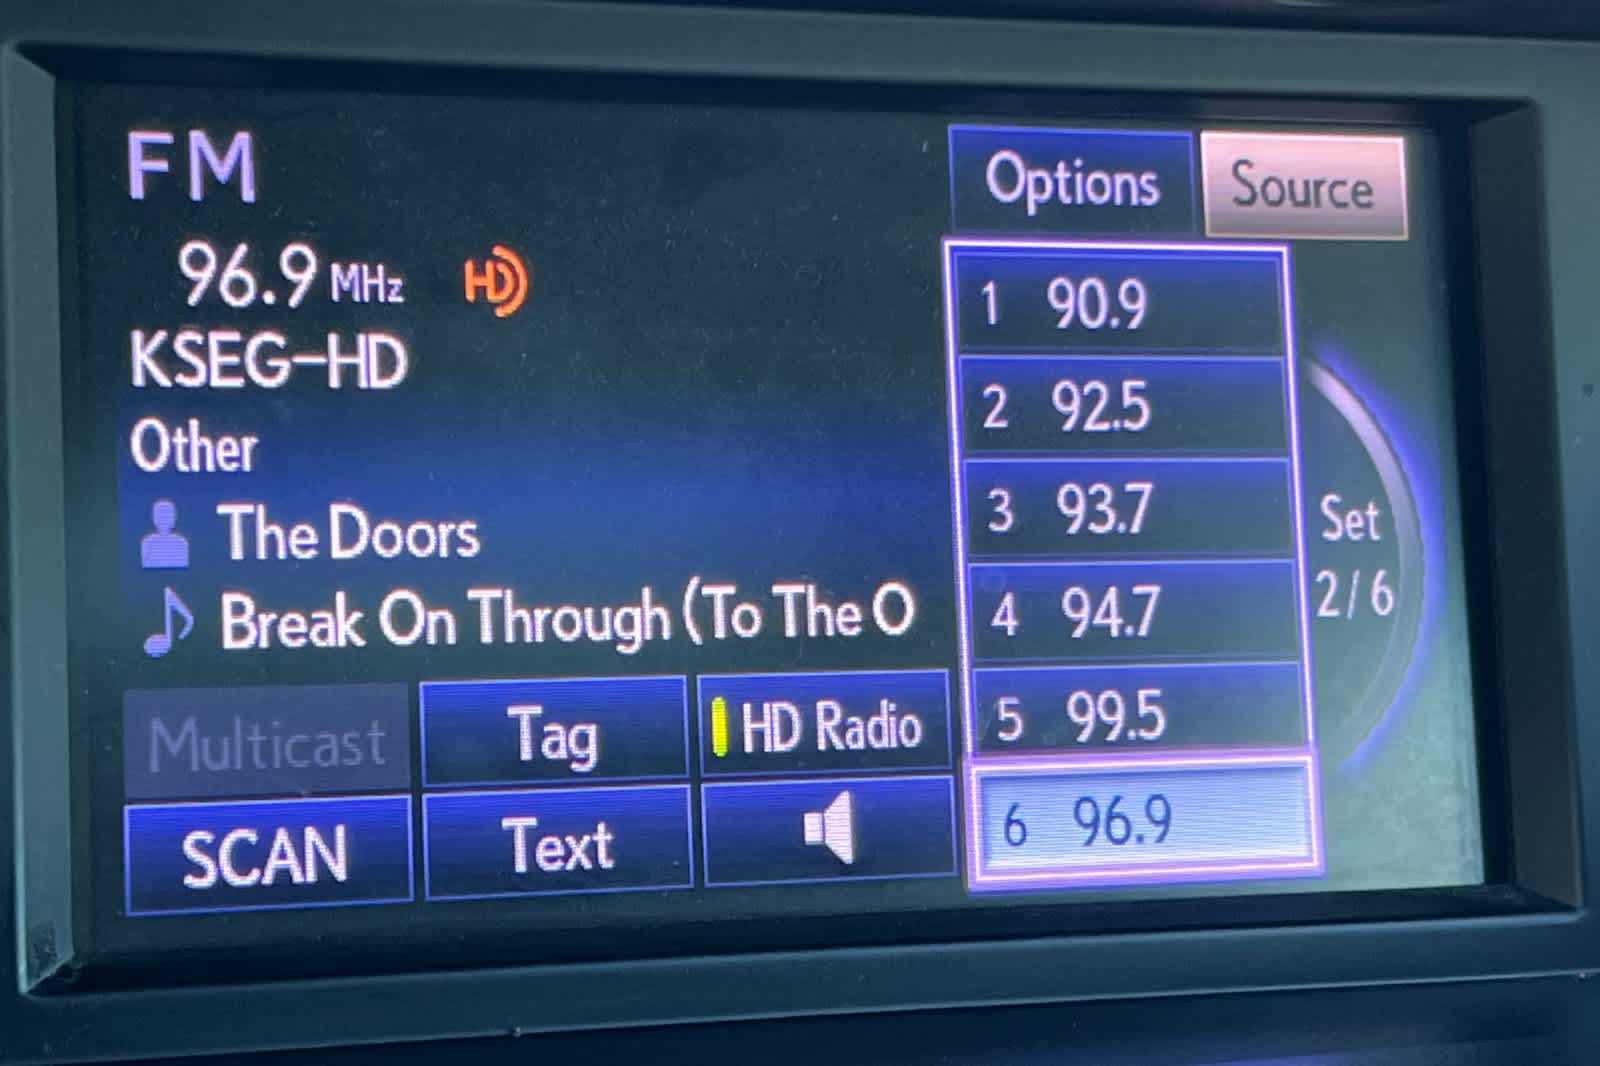 FM
Options
Source
96.9 MHz HD
KSEG-HD
Other
The Doors
Break On Through (To The O
Multicast
Tag
HD Radio
SCAN
Text
1 90.9
2 92.5
3 93.7
4 94.7
5 99.5
6 96.9
Set
2/6